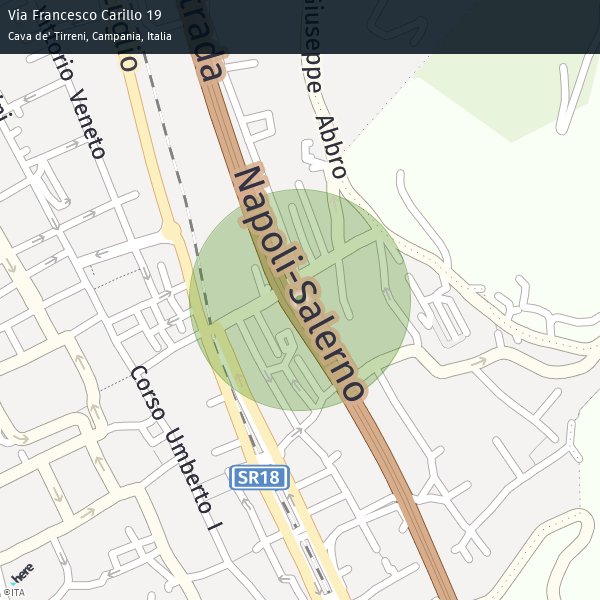 Via Francesco Carillo 19
Cava de' Tirreni, Campania, Italia
Vittorio Veneto
trada
Giuseppe Abbro
Napoli-Salerno
Corso Umberto I
SR18
here
©ITA